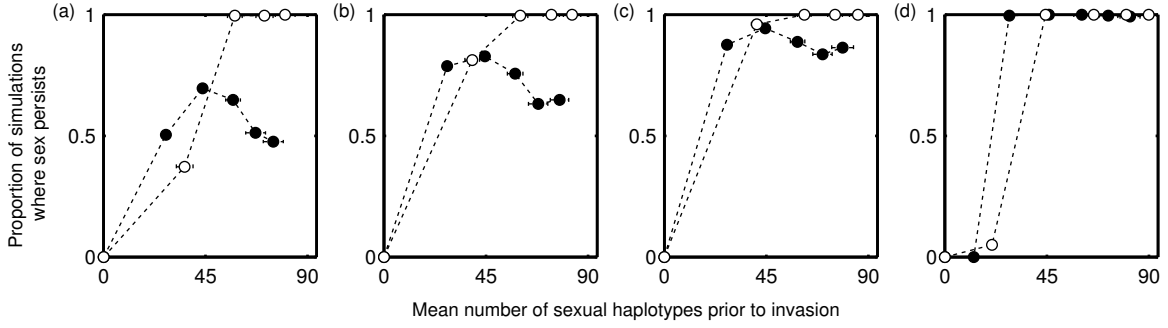 (a) (b) (c) (d)
1 1 1 1
Proportion of simulations
where sex persists
0.5 0.5 0.5 0.5
0 0 0 0
0 45 90 0 45 90 0 45 90 0 45 90
Mean number of sexual haplotypes prior to invasion